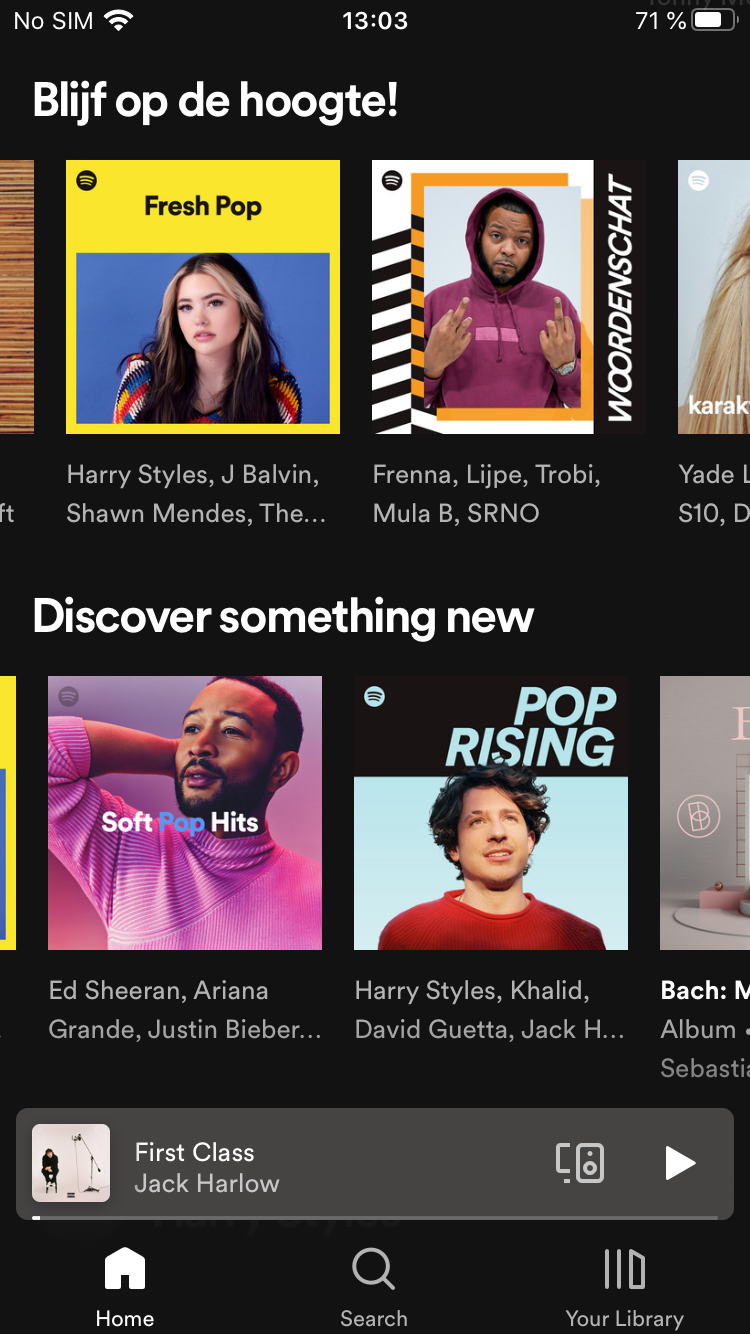 No SIM 13:03 71 %
Blijf op de hoogte!
Fresh Pop
WOORDENSCHAT
karak
ft
Harry Styles, J Balvin,
Shawn Mendes, The...
Frenna, Lijpe, Trobi,
Mula B, SRNO
Yade L
S10, D
Discover something new
Soft Pop Hits
POP
RISING
Ed Sheeran, Ariana
Grande, Justin Bieber...
Harry Styles, Khalid,
David Guetta, Jack H...
Bach: M
Album •
Sebastia
First Class
Jack Harlow
Harry Styles
Home
Search
Your Library